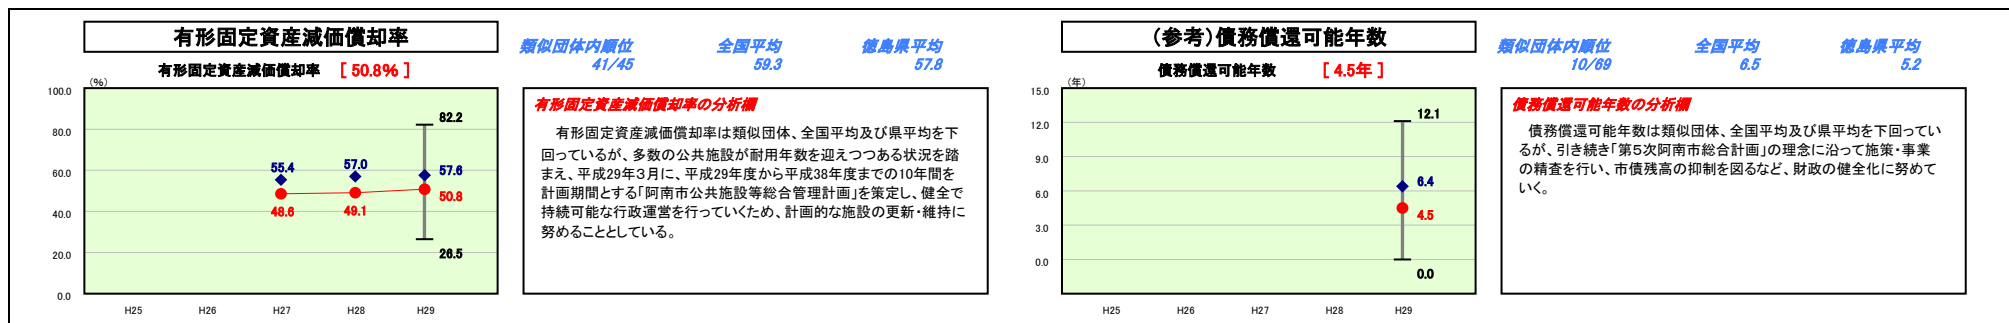 有形固定資産減価償却率
類似団体内順位 全国平均 徳島県平均
41/45 59.3 57.8
有形固定資産減価償却率 [ 50.8% ]
(%)
100.0
80.0
60.0
40.0
20.0
0.0
82.2
55.4 57.0 57.6
48.6 49.1 50.8
26.5
H25 H26 H27 H28 H29
有形固定資産減価償却率の分析欄
有形固定資産減価償却率は類似団体、全国平均及び県平均を下
回っているが、多数の公共施設が耐用年数を迎えつつある状況を踏
まえ、平成29年3月に、平成29年度から平成38年度までの10年間を
計画期間とする「阿南市公共施設等総合管理計画」を策定し、健全で
持続可能な行政運営を行っていくため、計画的な施設の更新・維持に
努めることとしている。
(参考)債務償還可能年数
類似団体内順位 全国平均 徳島県平均
10/69 6.5 5.2
債務償還可能年数 [ 4.5年 ]
(年)
15.0
12.0
9.0
6.0
3.0
0.0
12.1
6.4
4.5
0.0
H25 H26 H27 H28 H29
債務償還可能年数の分析欄
債務償還可能年数は類似団体、全国平均及び県平均を下回ってい
るが、引き続き「第5次阿南市総合計画」の理念に沿って施策・事業
の精査を行い、市債残高の抑制を図るなど、財政の健全化に努めて
いく。